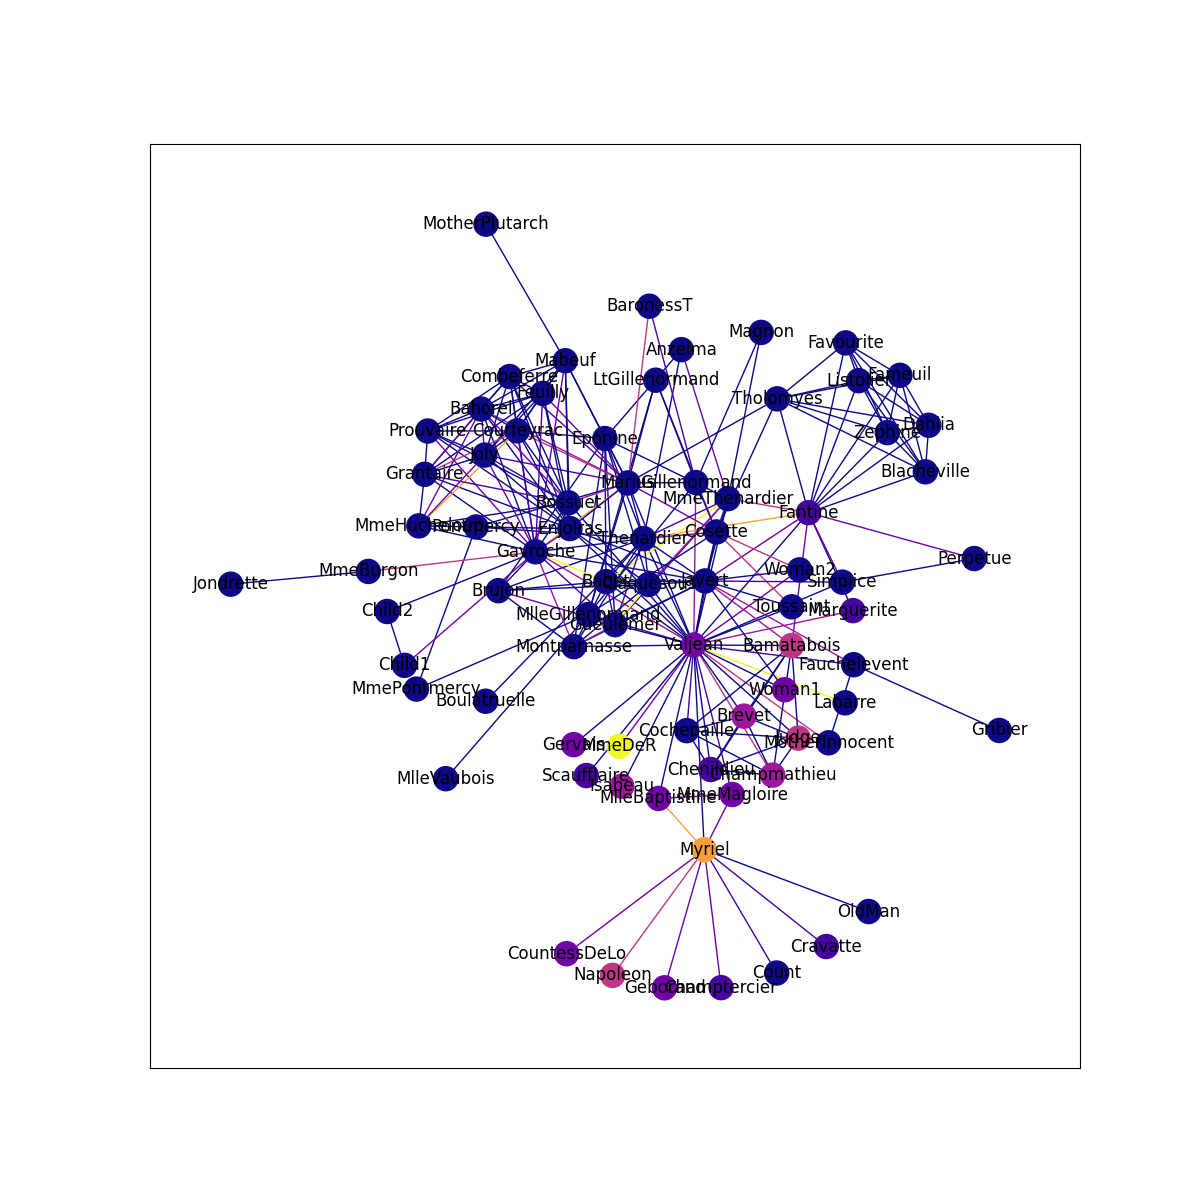 MotherPlutarch
BaronessT
Magnon
Favourite
Anzelma
Mabeuf
Combeferre
LtGillenormand
Listolier
Fameuil
Feuilly
Tholomyes
Bahorel
Prouvaire
Courfeyrac
Eponine
Zephine
Dahlia
Joly
Grantaire
Blacheville
Marius
Gillenormand
MmeThenardier
Bossuet
Fantine
MmeHucheloup
Pontmercy
Enjolras
Thenardier
Cosette
Gavroche
Perpetue
MmeBurgon
Woman2
Jondrette
Babet
Claquesous
Javert
Simplice
Brujon
Child2
MlleGillenormand
Toussaint
Marguerite
Gueulemer
Montparnasse
Valjean
Bamatabois
Child1
Fauchelevent
MmePontmercy
Woman1
Boulatruelle
Labarre
Brevet
Cochepaille
Gribier
Gervais
MmeDeR
Judge
MotherInnocent
Chenildieu
Champmathieu
MlleVaubois
Scaufflaire
Isabeau
MlleBaptistine
MmeMagloire
Myriel
OldMan
Cravatte
CountessDeLo
Napoleon
Count
Geborand
Champtercier